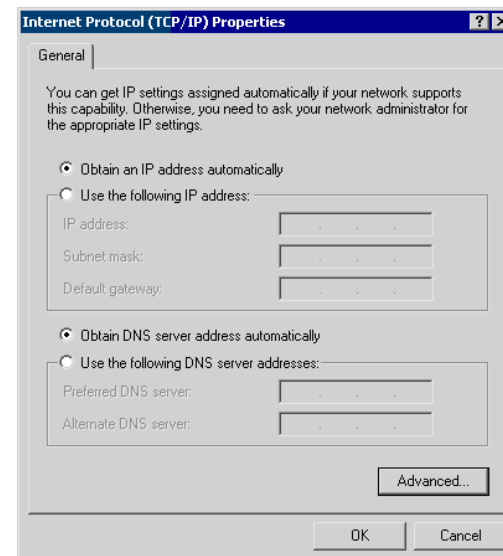 Internet Protocol (TCP/IP) Properties
General
You can get IP settings assigned automatically if your network supports
this capability. Otherwise, you need to ask your network administrator for
the appropriate IP settings.
Obtain an IP address automatically
Use the following IP address:
IP address:
Subnet mask:
Default gateway:
Obtain DNS server address automatically
Use the following DNS server addresses:
Preferred DNS server:
Alternate DNS server:
Advanced...
OK
Cancel